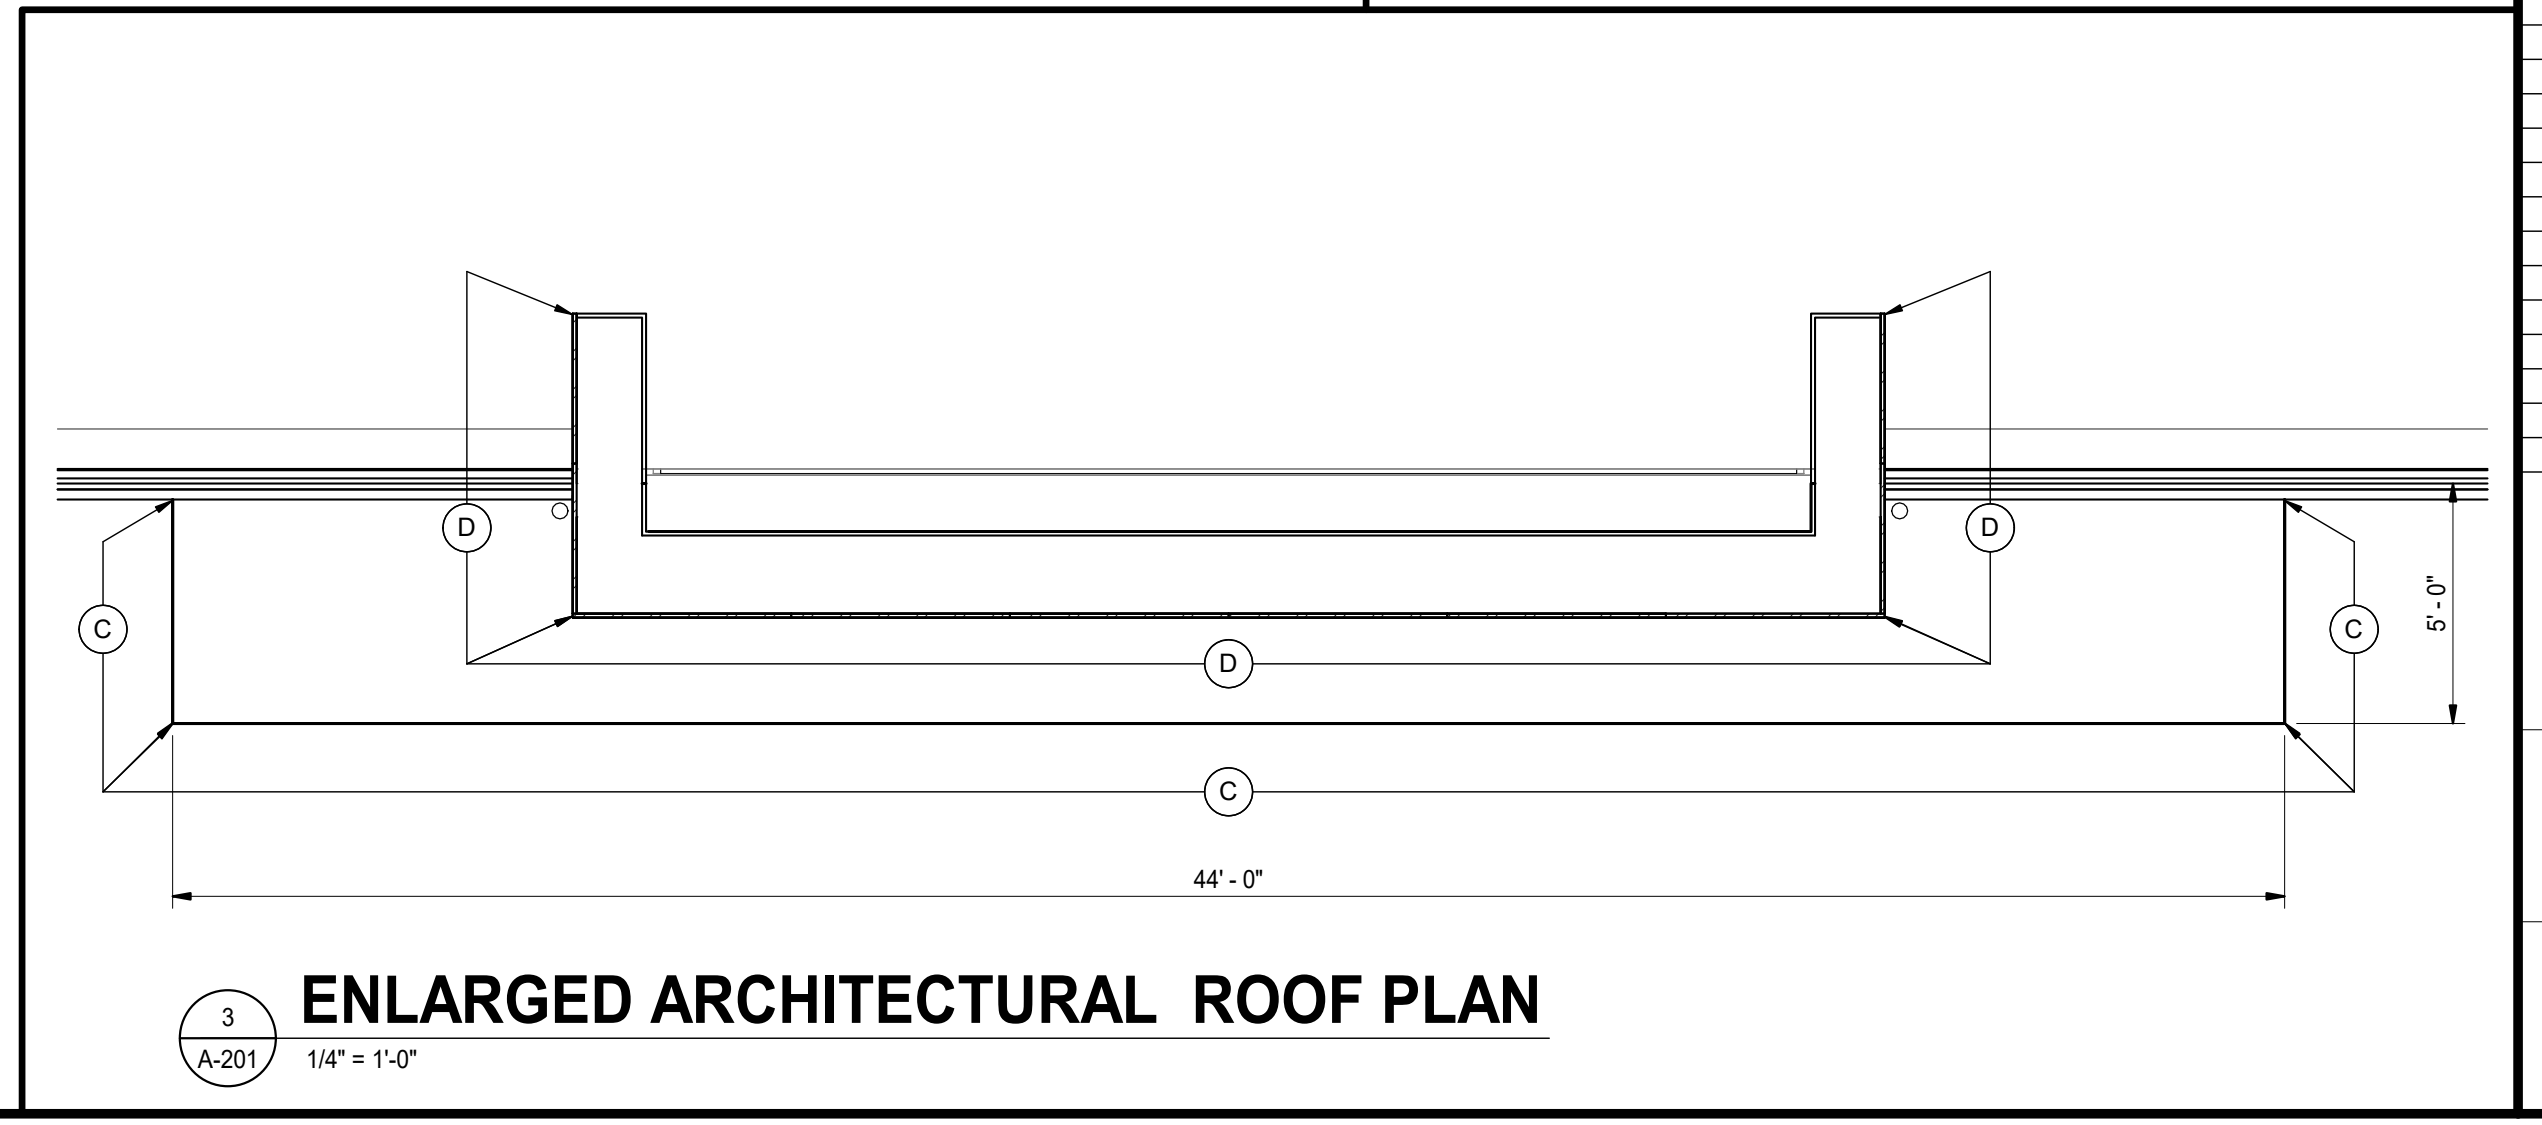 D
D
C
C
5' - 0"
D
C
44' - 0"
3
ENLARGED ARCHITECTURAL ROOF PLAN
A-201
1/4" = 1'-0"